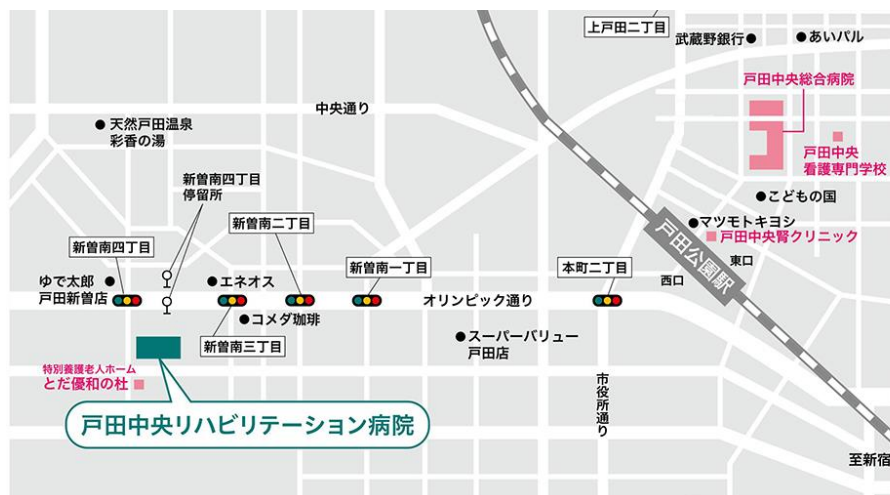 上戸田二丁目
武蔵野銀行
あいパル
戸田中央総合病院
中央通り
天然戸田温泉
彩香の湯
戸田中央
看護専門学校
新曽南四丁目
停留所
こどもの国
新曽南二丁目
マツモトキヨシ
戸田中央腎クリニック
新曽南四丁目
戸田公園駅
東口
西口
新曽南一丁目
本町二丁目
ゆで太郎
戸田新曽店
エネオス
オリンピック通り
コメダ珈琲
スーパーバリュー
戸田店
新曽南三丁目
特別養護老人ホーム
とだ優和の杜
市役所通り
戸田中央リハビリテーション病院
至新宿